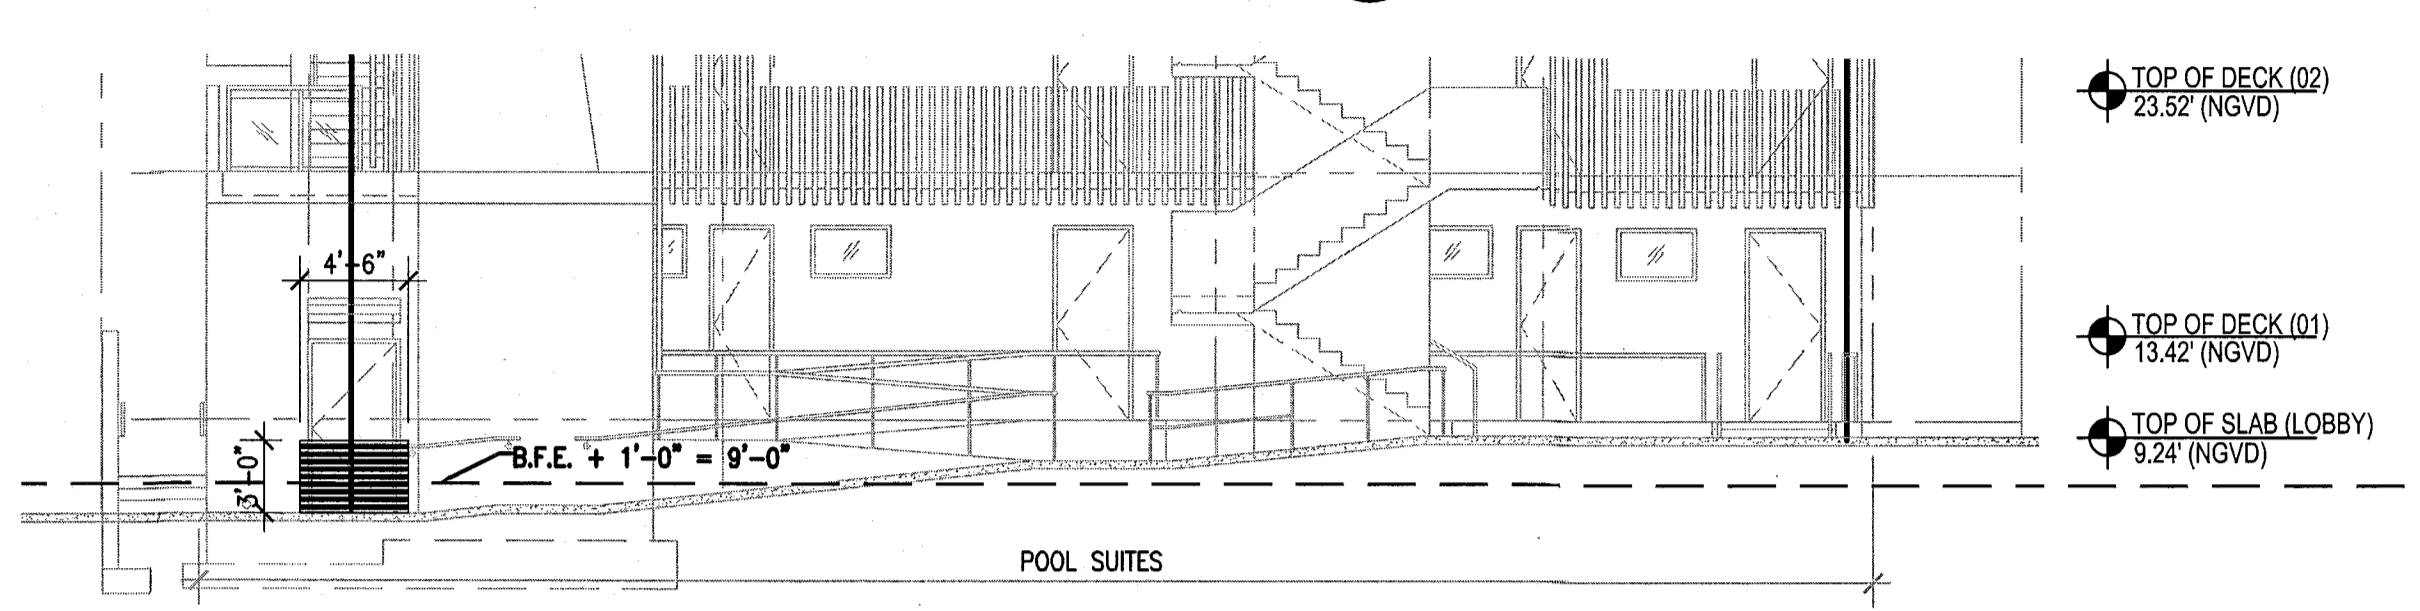 TOP OF DECK (02)
23.52' (NGVD)
4'-6"
TOP OF DECK (01)
13.42' (NGVD)
TOP OF SLAB (LOBBY)
9.24' (NGVD)
3'-0"
B.F.E. + 1'-0" = 9'-0"
POOL SUITES